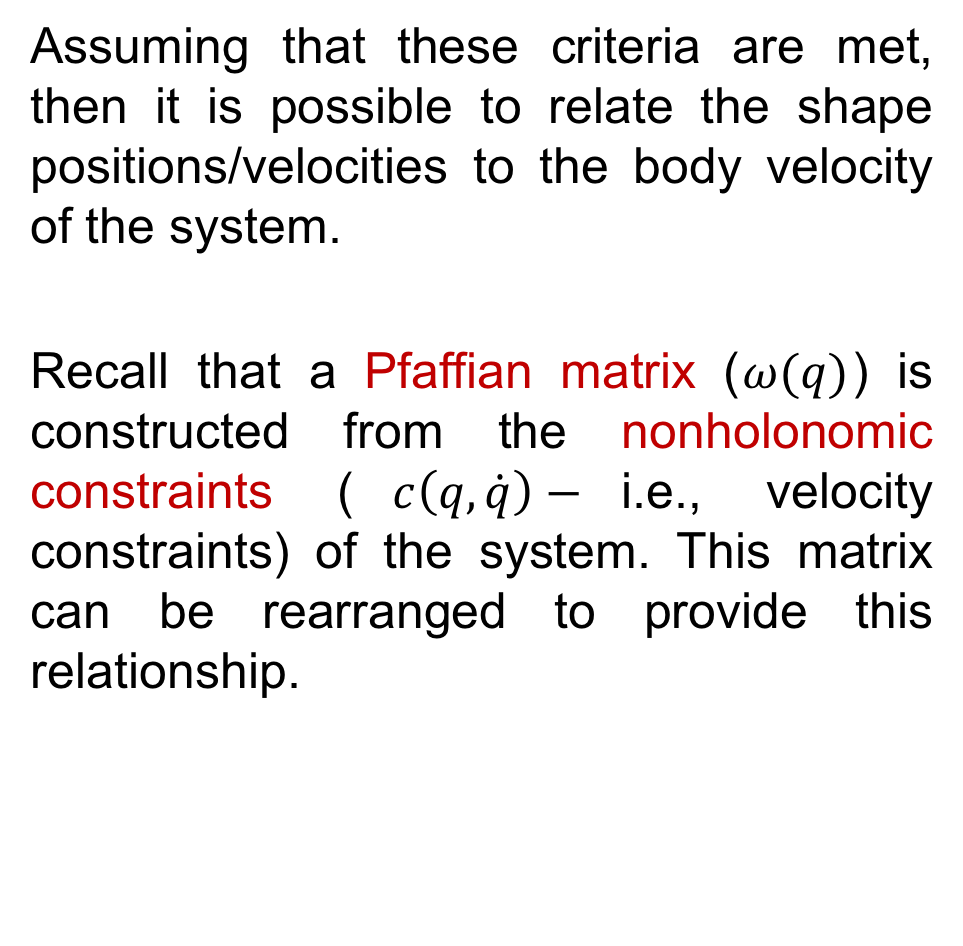 Assuming that these criteria are met,
then it is possible to relate the shape
positions/velocities to the body velocity
of the system.
Recall that a Pfaffian matrix (𝜔(𝑞)) is
constructed from the nonholonomic
constraints ( 𝑐(𝑞, 𝑞̇) − i.e., velocity
constraints) of the system. This matrix
can be rearranged to provide this
relationship.